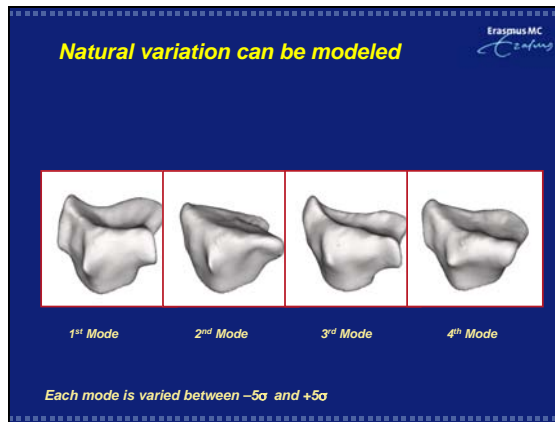 Erasmus MC
Erasmus
Natural variation can be modeled
1st Mode 2nd Mode 3rd Mode 4th Mode
Each mode is varied between –5σ and +5σ